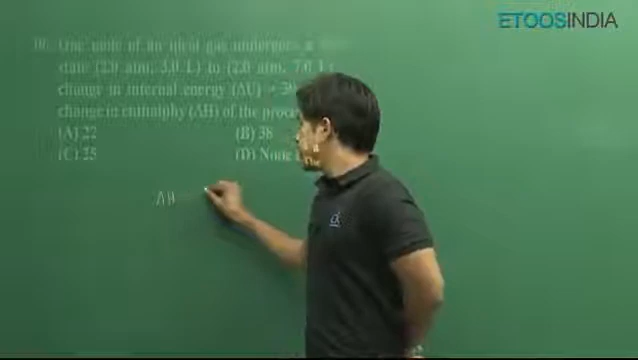 ETOOSINDIA
10. One mole of an ideal gas undergoes a
state (2.0 atm, 3.0 L) to (2.0 atm, 7.0 L
change in internal energy (ΔU) = 30
change in enthalpy (ΔH) of the process
(A) 22 (B) 38
(C) 25 (D) None
ΔH